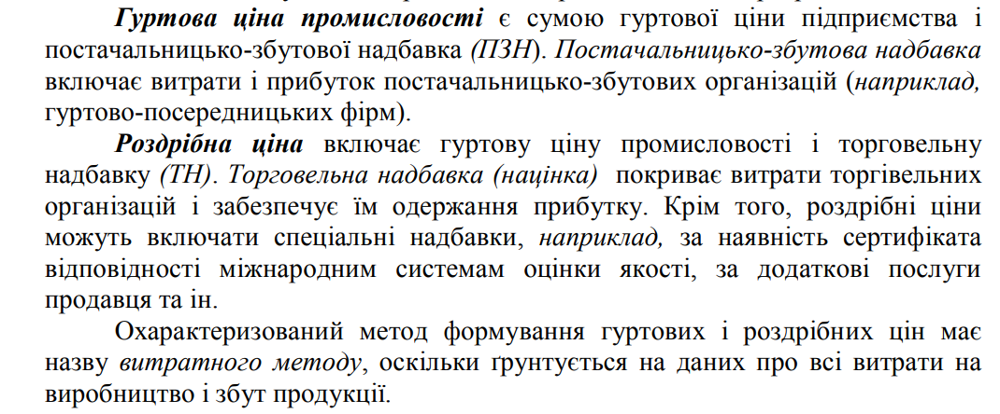 Гуртова ціна промисловості є сумою гуртової ціни підприємства і
постачальницько-збутової надбавка (ПЗН). Постачальницько-збутова надбавка
включає витрати і прибуток постачальницько-збутових організацій (наприклад,
гуртово-посередницьких фірм).
Роздрібна ціна включає гуртову ціну промисловості і торговельну
надбавку (ТН). Торговельна надбавка (націнка) покриває витрати торгівельних
організацій і забезпечує їм одержання прибутку. Крім того, роздрібні ціни
можуть включати спеціальні надбавки, наприклад, за наявність сертифіката
відповідності міжнародним системам оцінки якості, за додаткові послуги
продавця та ін.
Охарактеризований метод формування гуртових і роздрібних цін має
назву витратного методу, оскільки ґрунтується на даних про всі витрати на
виробництво і збут продукції.